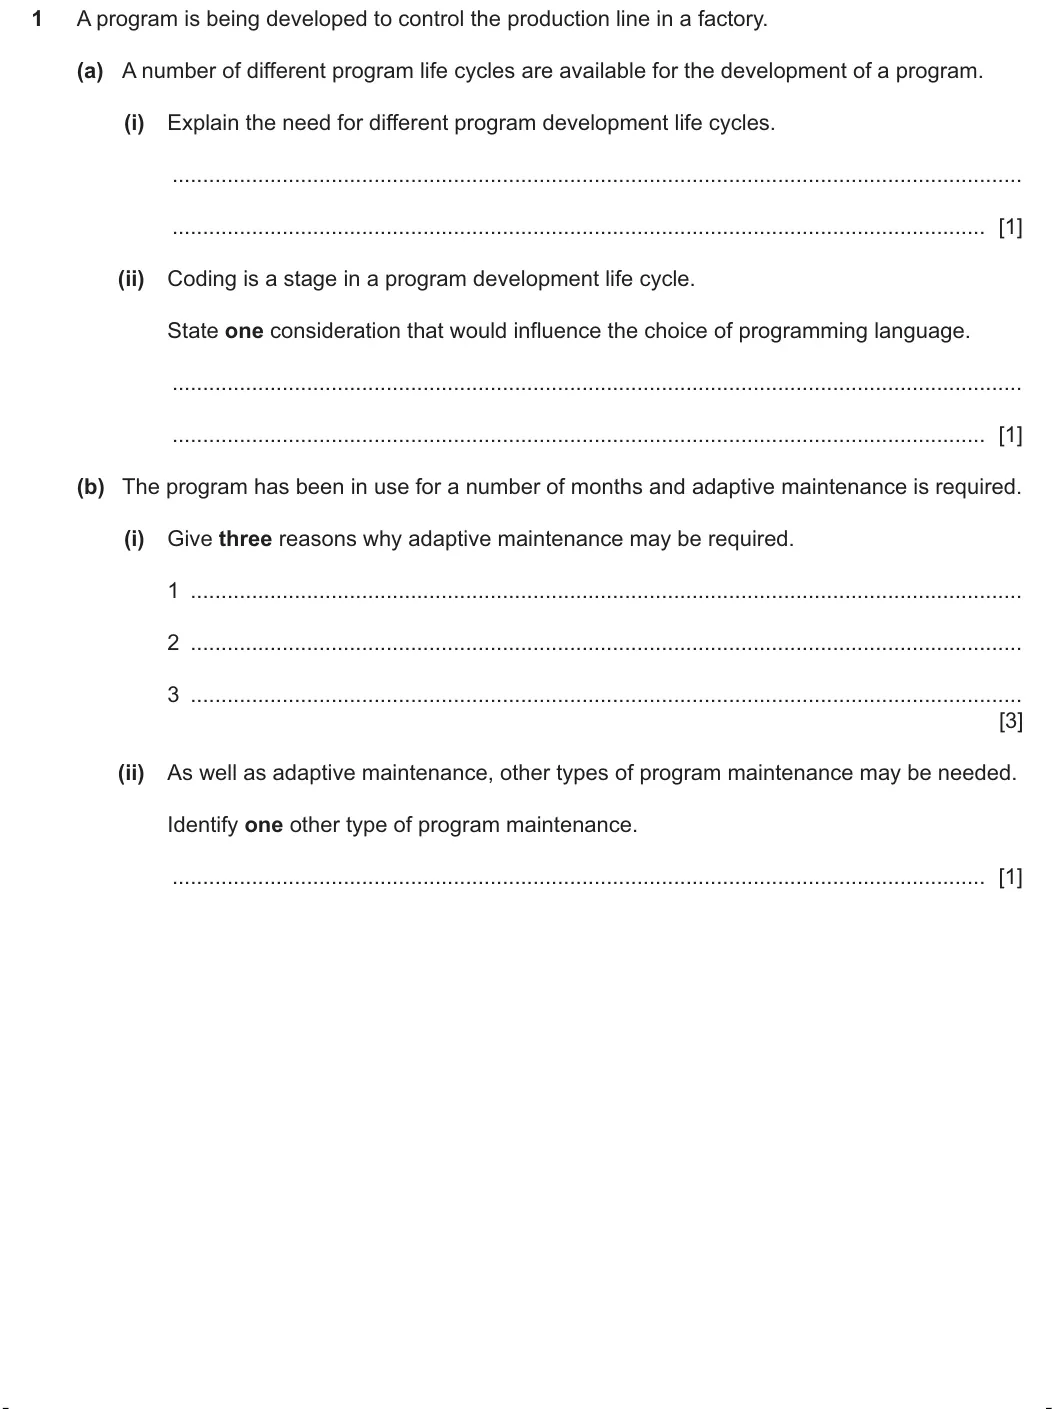 1 A program is being developed to control the production line in a factory.
(a) A number of different program life cycles are available for the development of a program.
(i) Explain the need for different program development life cycles.
..........................................................................................................................................
.................................................................................................................................... [1]
(ii) Coding is a stage in a program development life cycle.
State one consideration that would influence the choice of programming language.
..........................................................................................................................................
.................................................................................................................................... [1]
(b) The program has been in use for a number of months and adaptive maintenance is required.
(i) Give three reasons why adaptive maintenance may be required.
1 .......................................................................................................................................
2 .......................................................................................................................................
3 .......................................................................................................................................
[3]
(ii) As well as adaptive maintenance, other types of program maintenance may be needed.
Identify one other type of program maintenance.
.................................................................................................................................... [1]